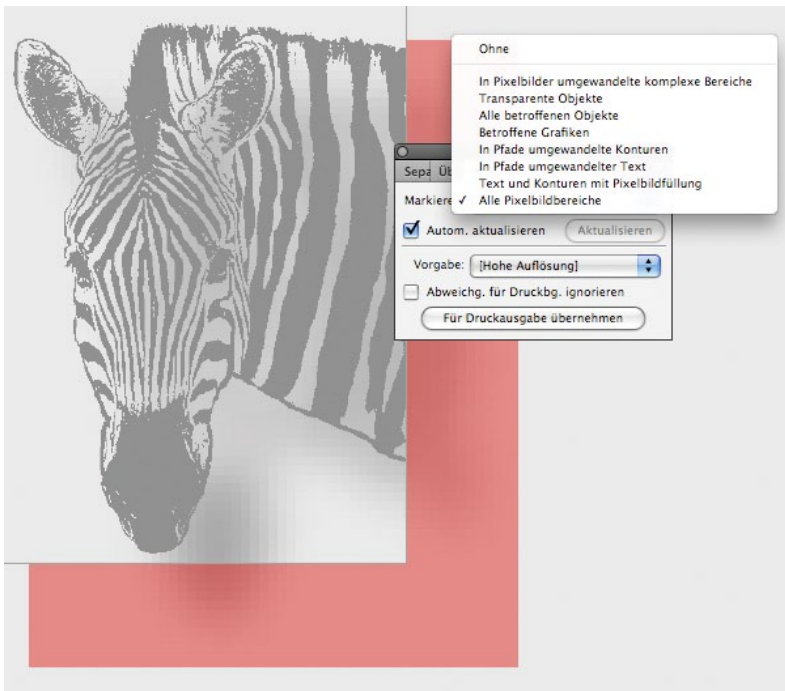 Ohne
In Pixelbilder umgewandelte komplexe Bereiche
Transparente Objekte
Alle betroffenen Objekte
Betroffene Grafiken
In Pfade umgewandelte Konturen
In Pfade umgewandelter Text
Text und Konturen mit Pixelbildfüllung
✓ Alle Pixelbildbereiche
Sepa Üb
Markiere
Autom. aktualisieren Aktualisieren
Vorgabe: [Hohe Auflösung]
Abweichg. für Druckbg. ignorieren
Für Druckausgabe übernehmen